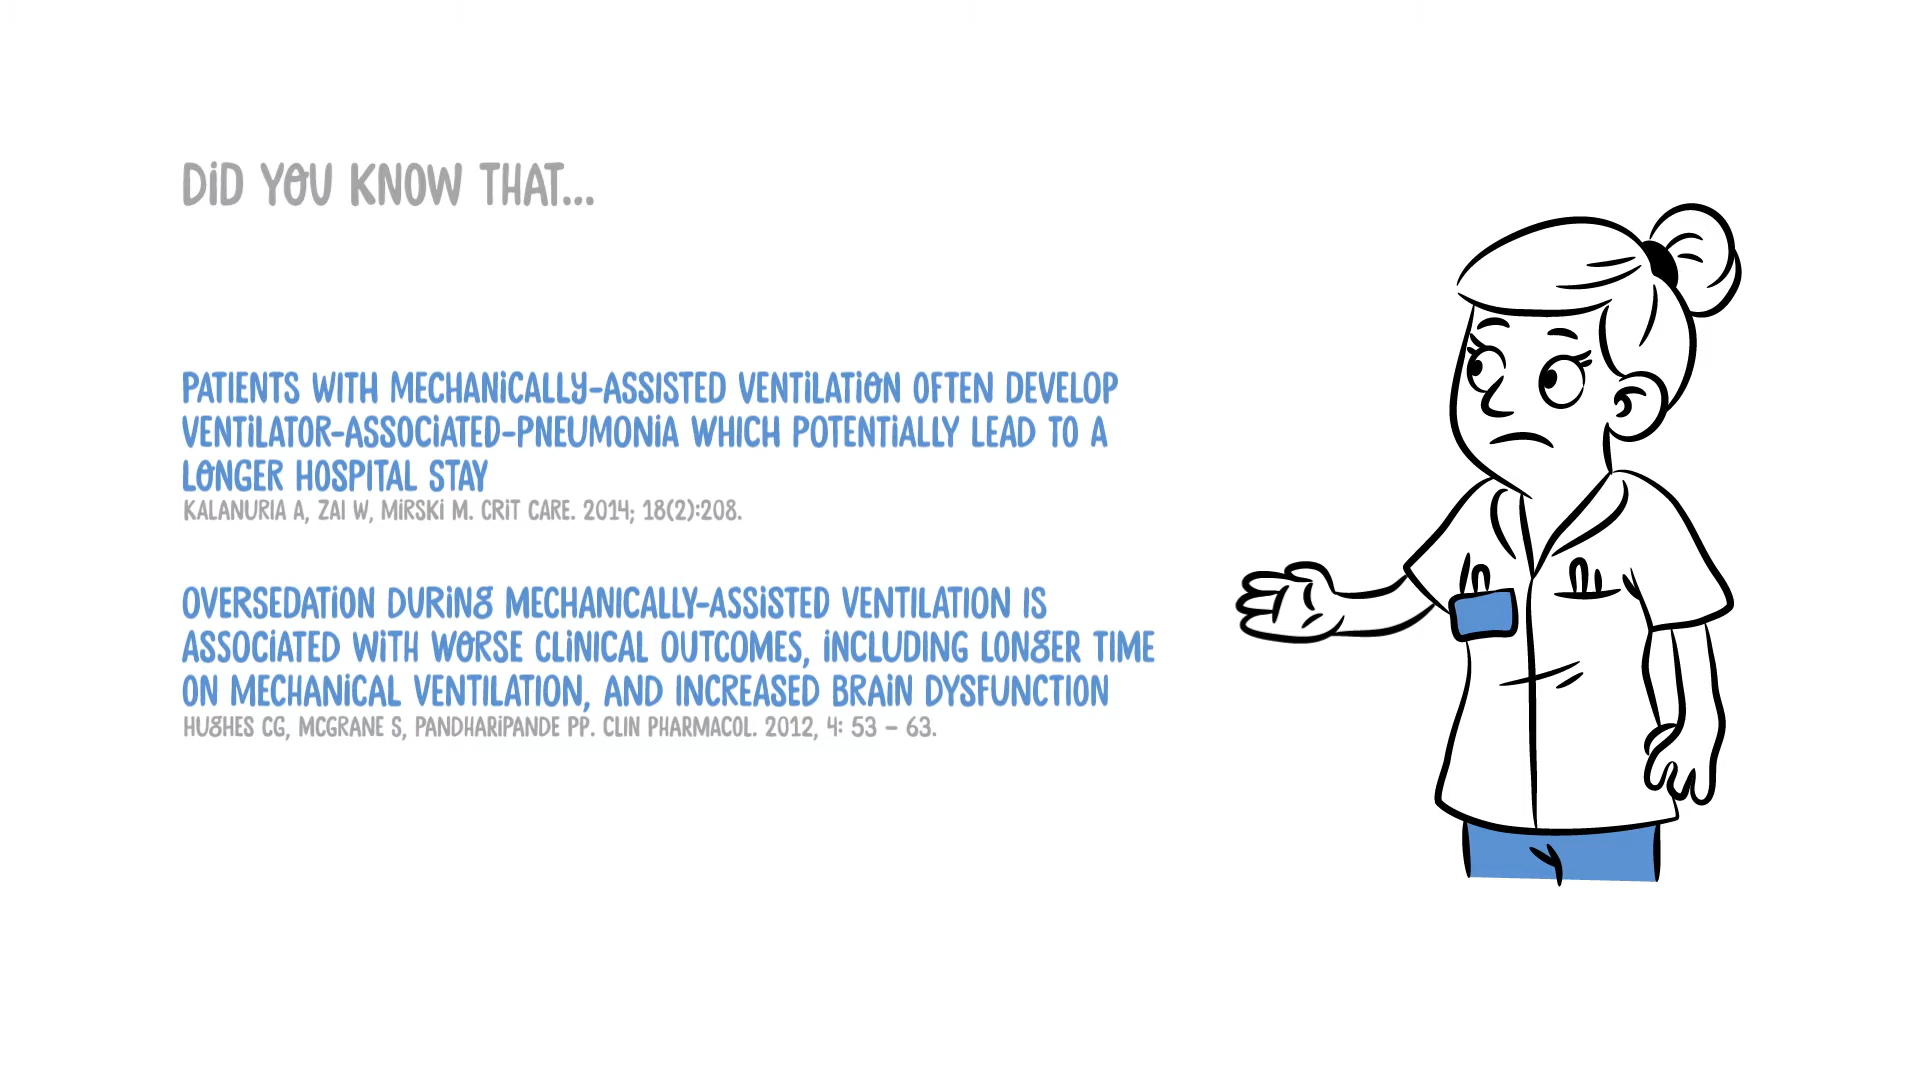 DID YOU KNOW THAT...
PATIENTS WITH MECHANICALLY-ASSISTED VENTILATION OFTEN DEVELOP
VENTILATOR-ASSOCIATED-PNEUMONIA WHICH POTENTIALLY LEAD TO A
LONGER HOSPITAL STAY
KALANURIA A, ZAI W, MIRSKI M. CRIT CARE. 2014; 18(2):208.
OVERSEDATION DURING MECHANICALLY-ASSISTED VENTILATION IS
ASSOCIATED WITH WORSE CLINICAL OUTCOMES, INCLUDING LONGER TIME
ON MECHANICAL VENTILATION, AND INCREASED BRAIN DYSFUNCTION
HUGHES CG, MCGRANE S, PANDHARIPANDE PP. CLIN PHARMACOL. 2012, 4: 53 – 63.